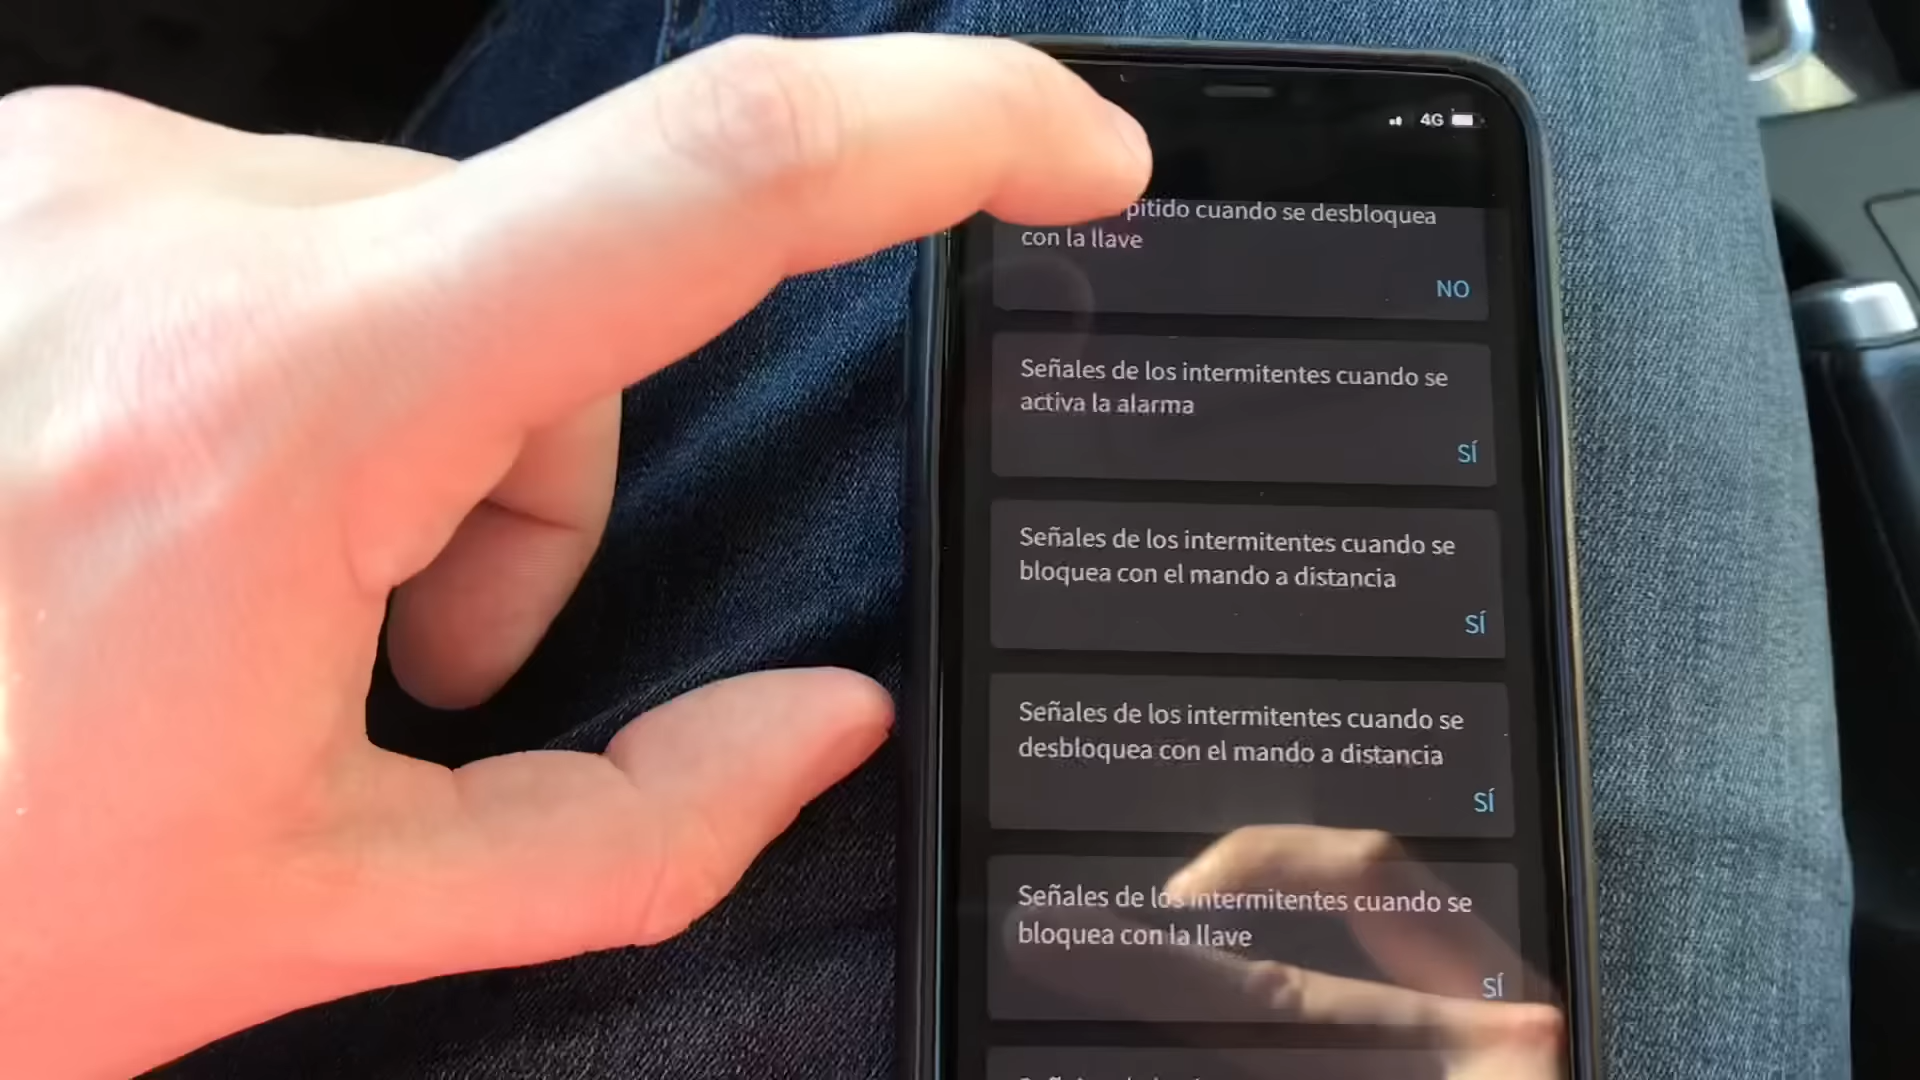 4G
pitido cuando se desbloquea
con la llave
NO
Señales de los intermitentes cuando se
activa la alarma
SÍ
Señales de los intermitentes cuando se
bloquea con el mando a distancia
SÍ
Señales de los intermitentes cuando se
desbloquea con el mando a distancia
SÍ
Señales de los intermitentes cuando se
bloquea con la llave
SÍ